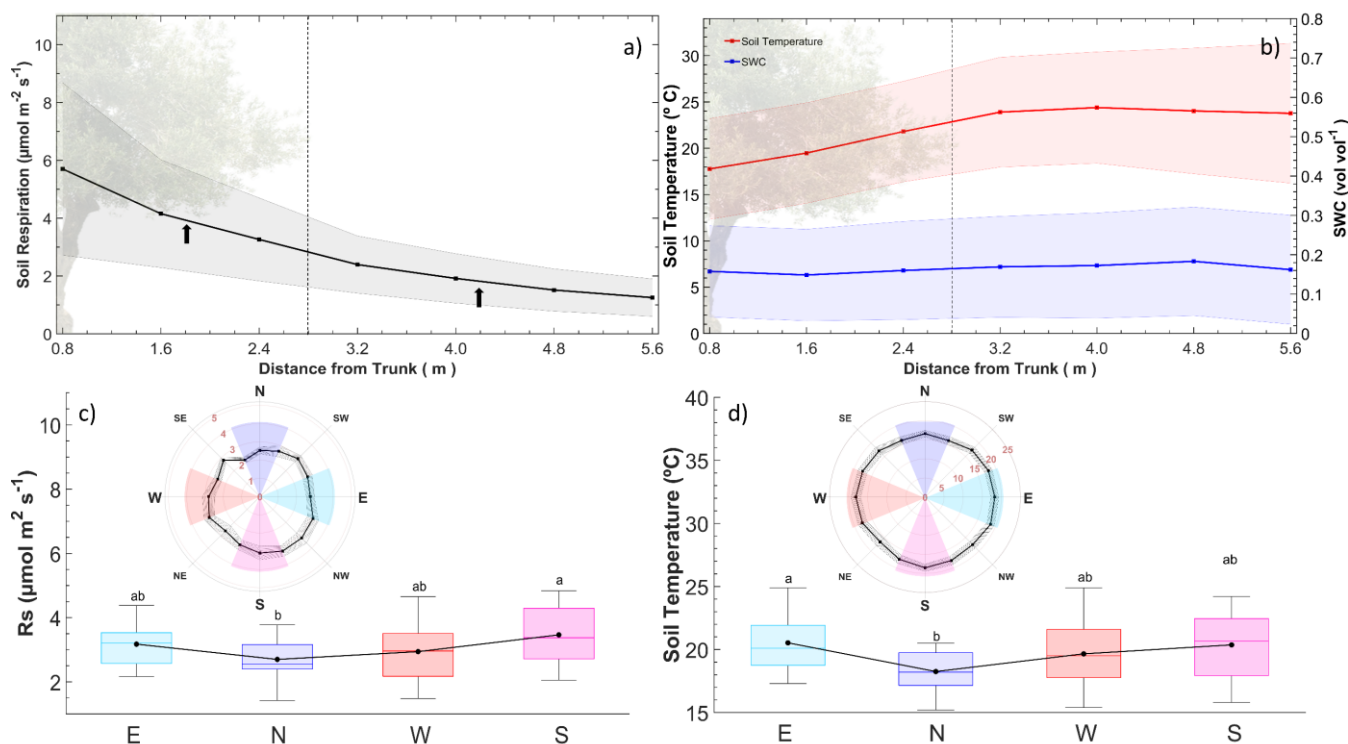 a)
10
8
6
4
2
0
Soil Respiration (µmol m-2 s-1)
0.8 1.6 2.4 3.2 4.0 4.8 5.6
Distance from Trunk ( m )
b)
Soil Temperature
SWC
30
25
20
15
10
5
0
Soil Temperature (º C)
0.8
0.7
0.6
0.5
0.4
0.3
0.2
0.1
0
SWC (vol vol-1)
0.8 1.6 2.4 3.2 4.0 4.8 5.6
Distance from Trunk ( m )
c)
N
SE SW
5
4
3
2
1
0
W E
NE NW
S
10
8
6
4
2
Rs (µmol m2 s-1)
ab b ab a
E N W S
d)
N
SE SW
25
20
15
10
5
0
W E
NE NW
S
40
35
30
25
20
15
Soil Temperature (ºC)
a b ab ab
E N W S